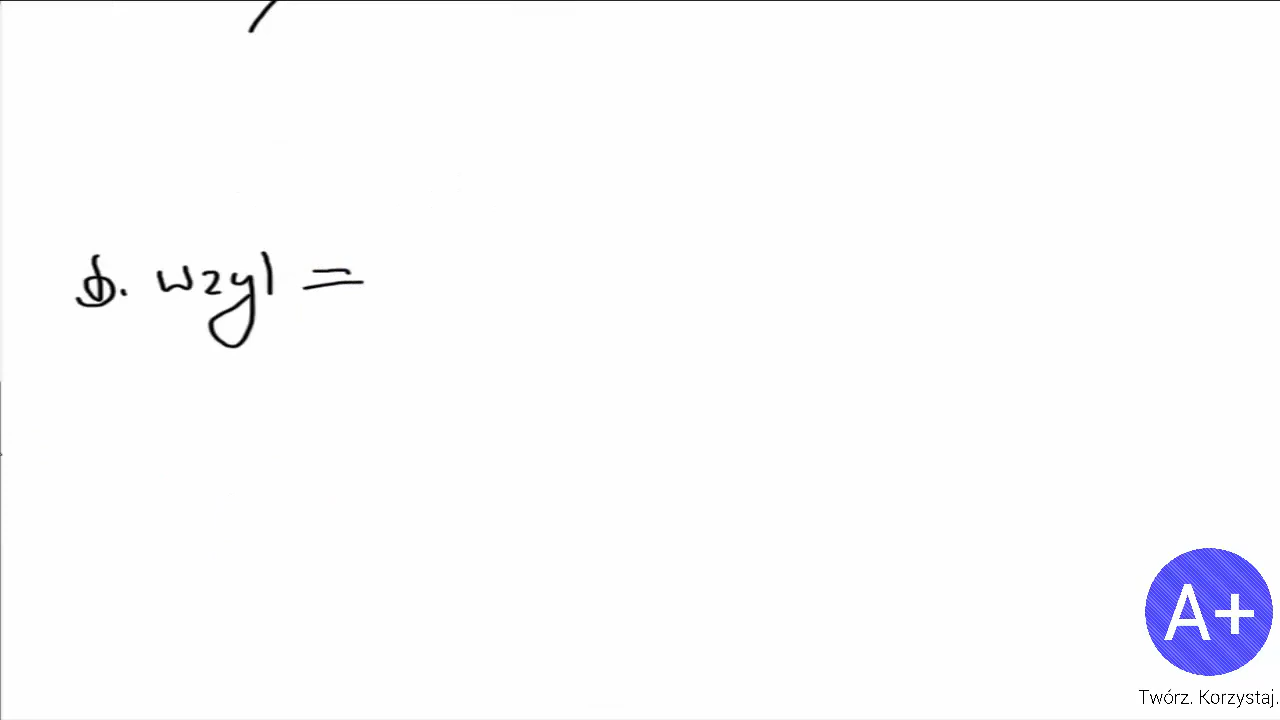 b. wzgl =
A+
Twórz. Korzystaj.